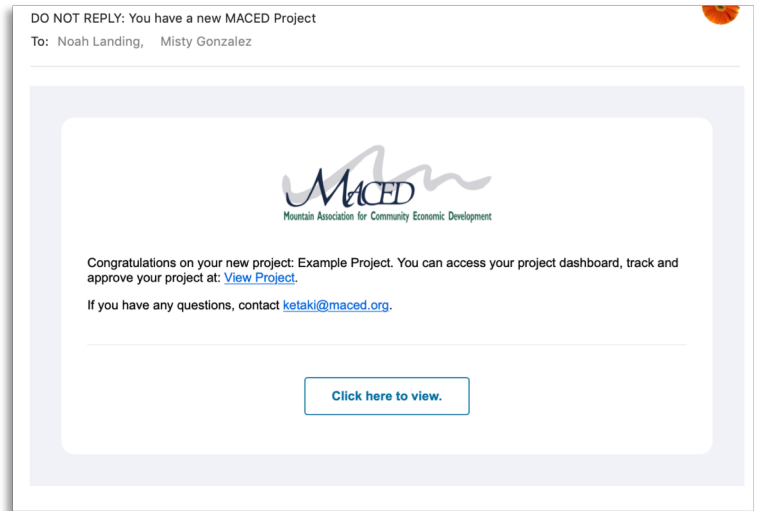 DO NOT REPLY: You have a new MACED Project
To: Noah Landing, Misty Gonzalez
MACED
Mountain Association for Community Economic Development
Congratulations on your new project: Example Project. You can access your project dashboard, track and
approve your project at: View Project.
If you have any questions, contact ketaki@maced.org.
Click here to view.